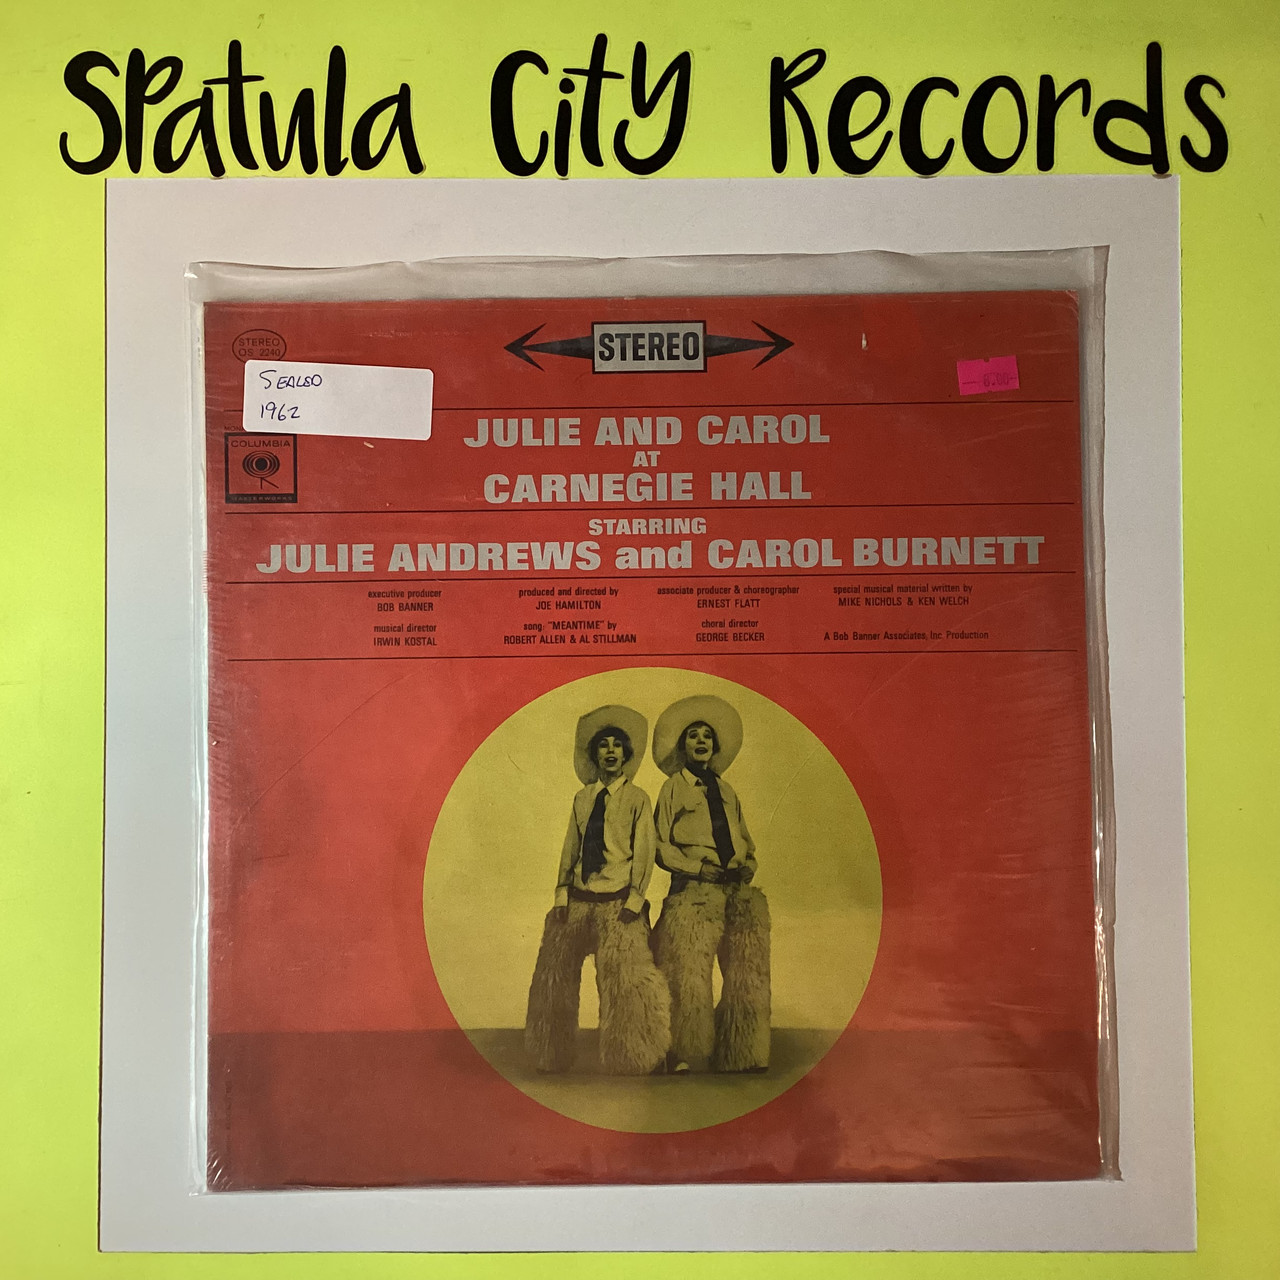 Spatula City Records
STEREO
OS 2240
STEREO
SEALED
1962
6.00
COLUMBIA
MASTERWORKS
JULIE AND CAROL
AT
CARNEGIE HALL
STARRING
JULIE ANDREWS and CAROL BURNETT
executive producer
BOB BANNER
produced and directed by
JOE HAMILTON
associate producer & choreographer
ERNEST FLATT
special musical material written by
MIKE NICHOLS & KEN WELCH
musical director
IRWIN KOSTAL
song: "MEANTIME" by
ROBERT ALLEN & AL STILLMAN
choral director
GEORGE BECKER
A Bob Banner Associates, Inc. Production